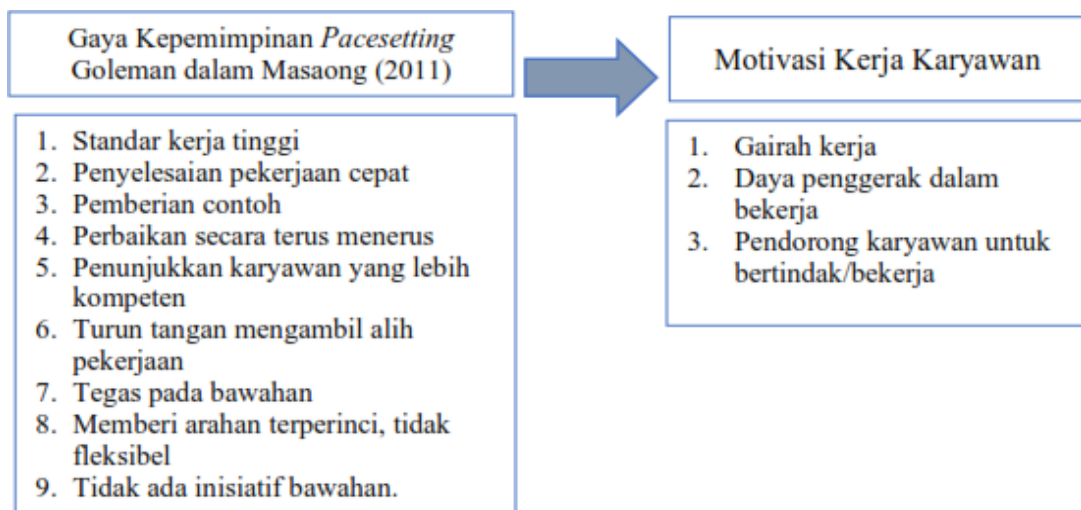 Gaya Kepemimpinan Pacesetting
Goleman dalam Masaong (2011)
Motivasi Kerja Karyawan
1. Standar kerja tinggi
2. Penyelesaian pekerjaan cepat
3. Pemberian contoh
4. Perbaikan secara terus menerus
5. Penunjukkan karyawan yang lebih
kompeten
6. Turun tangan mengambil alih
pekerjaan
7. Tegas pada bawahan
8. Memberi arahan terperinci, tidak
fleksibel
9. Tidak ada inisiatif bawahan.
1. Gairah kerja
2. Daya penggerak dalam
bekerja
3. Pendorong karyawan untuk
bertindak/bekerja